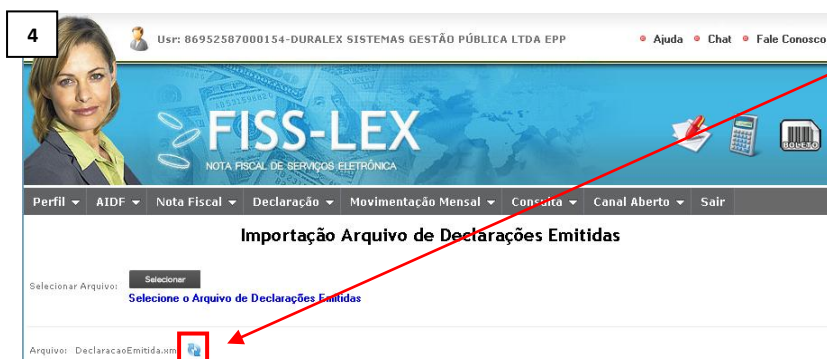 4
Usr: 86952587000154-DURALEX SISTEMAS GESTÃO PÚBLICA LTDA EPP
Ajuda Chat Fale Conosco
FISS-LEX
NOTA FISCAL DE SERVIÇOS ELETRÔNICA
BOLETO
Perfil AIDF Nota Fiscal Declaração Movimentação Mensal Consulta Canal Aberto Sair
Importação Arquivo de Declarações Emitidas
Selecionar Arquivo: Selecionar
Selecione o Arquivo de Declarações Emitidas
Arquivo: DeclaracaoEmitida.xm